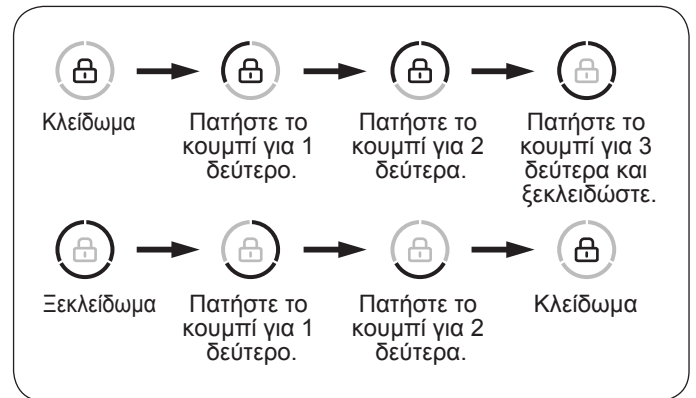 Κλείδωμα
Πατήστε το
κουμπί για 1
δεύτερο.
Πατήστε το
κουμπί για 2
δεύτερα.
Πατήστε το
κουμπί για 3
δεύτερα και
ξεκλειδώστε.
Ξεκλείδωμα
Πατήστε το
κουμπί για 1
δεύτερο.
Πατήστε το
κουμπί για 2
δεύτερα.
Κλείδωμα